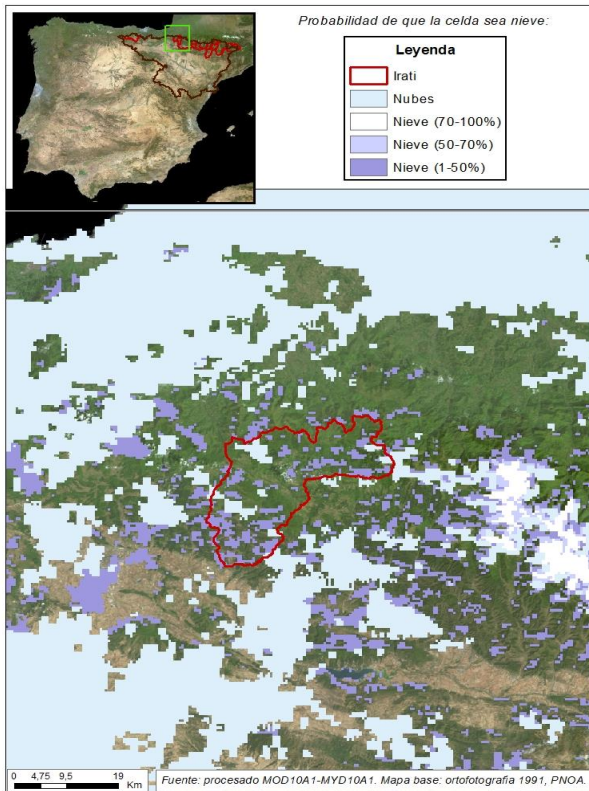 Probabilidad de que la celda sea nieve:
Leyenda
Irati
Nubes
Nieve (70-100%)
Nieve (50-70%)
Nieve (1-50%)
0 4,75 9,5 19
Km
Fuente: procesado MOD10A1-MYD10A1. Mapa base: ortofotografia 1991, PNOA.